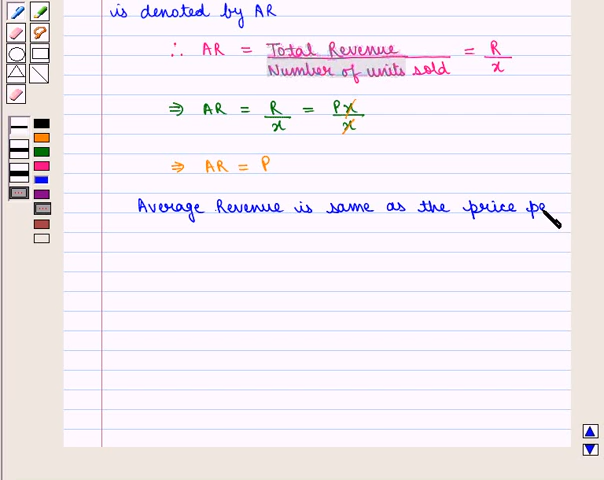 is denoted by AR
∴ AR = Total Revenue / Number of units sold = R/x
⇒ AR = R/x = Px/x
⇒ AR = P
Average Revenue is same as the price pe